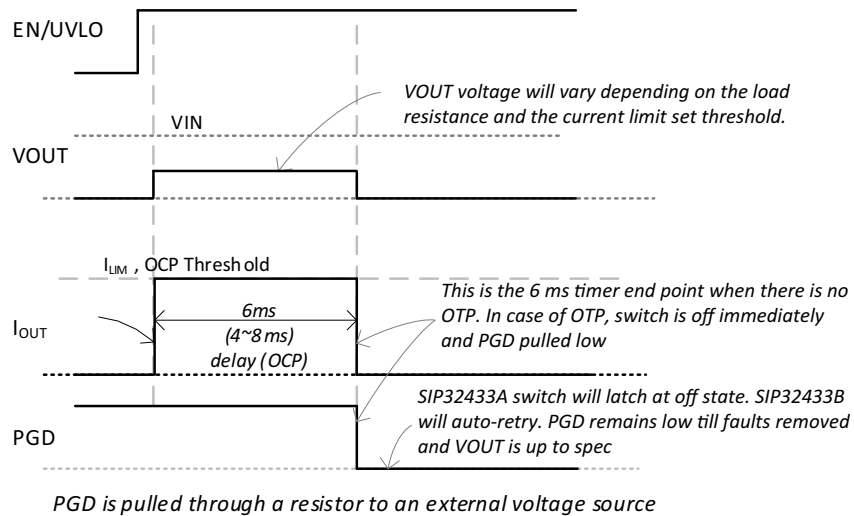 EN/UVLO
VOUT voltage will vary depending on the load
resistance and the current limit set threshold.
VIN
VOUT
ILIM , OCP Threshold
This is the 6 ms timer end point when there is no
OTP. In case of OTP, switch is off immediately
and PGD pulled low
6ms
(4~8 ms)
delay (OCP)
IOUT
SIP32433A switch will latch at off state. SIP32433B
will auto-retry. PGD remains low till faults removed
and VOUT is up to spec
PGD
PGD is pulled through a resistor to an external voltage source